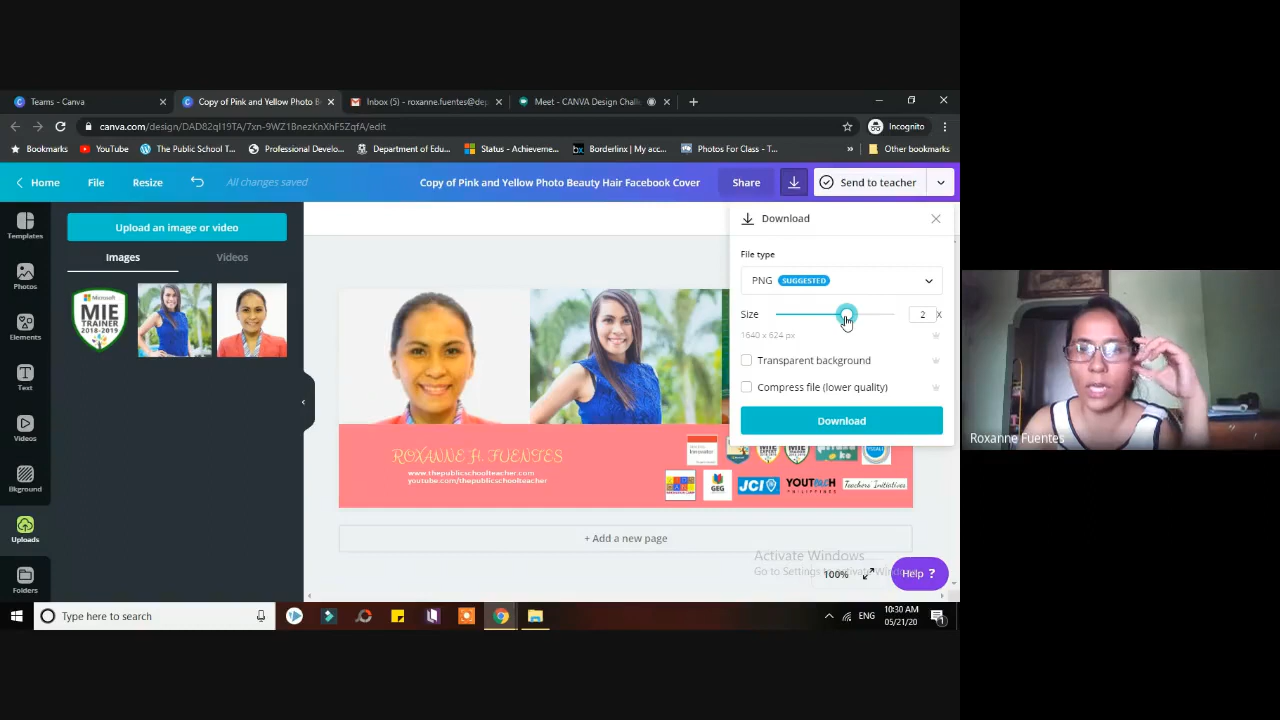 Teams - Canva
Copy of Pink and Yellow Photo B
Inbox (5) - roxanne.fuentes@de
Meet - CANVA Design Chall
canva.com/design/DAD82qI19TA/7xn-9WZ1BnezKnXhF5ZqfA/edit
Incognito
Bookmarks
YouTube
The Public School T...
Professional Develo...
Department of Edu...
Status - Achieveme...
Borderlinx | My acc...
Photos For Class - T...
»
Other bookmarks
Home
File
Resize
All changes saved
Copy of Pink and Yellow Photo Beauty Hair Facebook Cover
Share
Send to teacher
Templates
Photos
Elements
Text
Videos
Bkground
Uploads
Folders
Upload an image or video
Images
Videos
Microsoft
MIE
TRAINER
2018-2019
Download
File type
PNG SUGGESTED
Size
2 X
1640 x 624 px
Transparent background
Compress file (lower quality)
Download
ROXANNE H. FUENTES
www.thepublicschoolteacher.com
youtube.com/thepublicschoolteacher
GEG
JCI
YOUTEACH
PHILIPPINES
Teachers Initiatives
+ Add a new page
Activate Windows
Go to Settings to activate Windows.
100%
Help ?
Type here to search
ENG
10:30 AM
05/21/20
1
Roxanne Fuentes